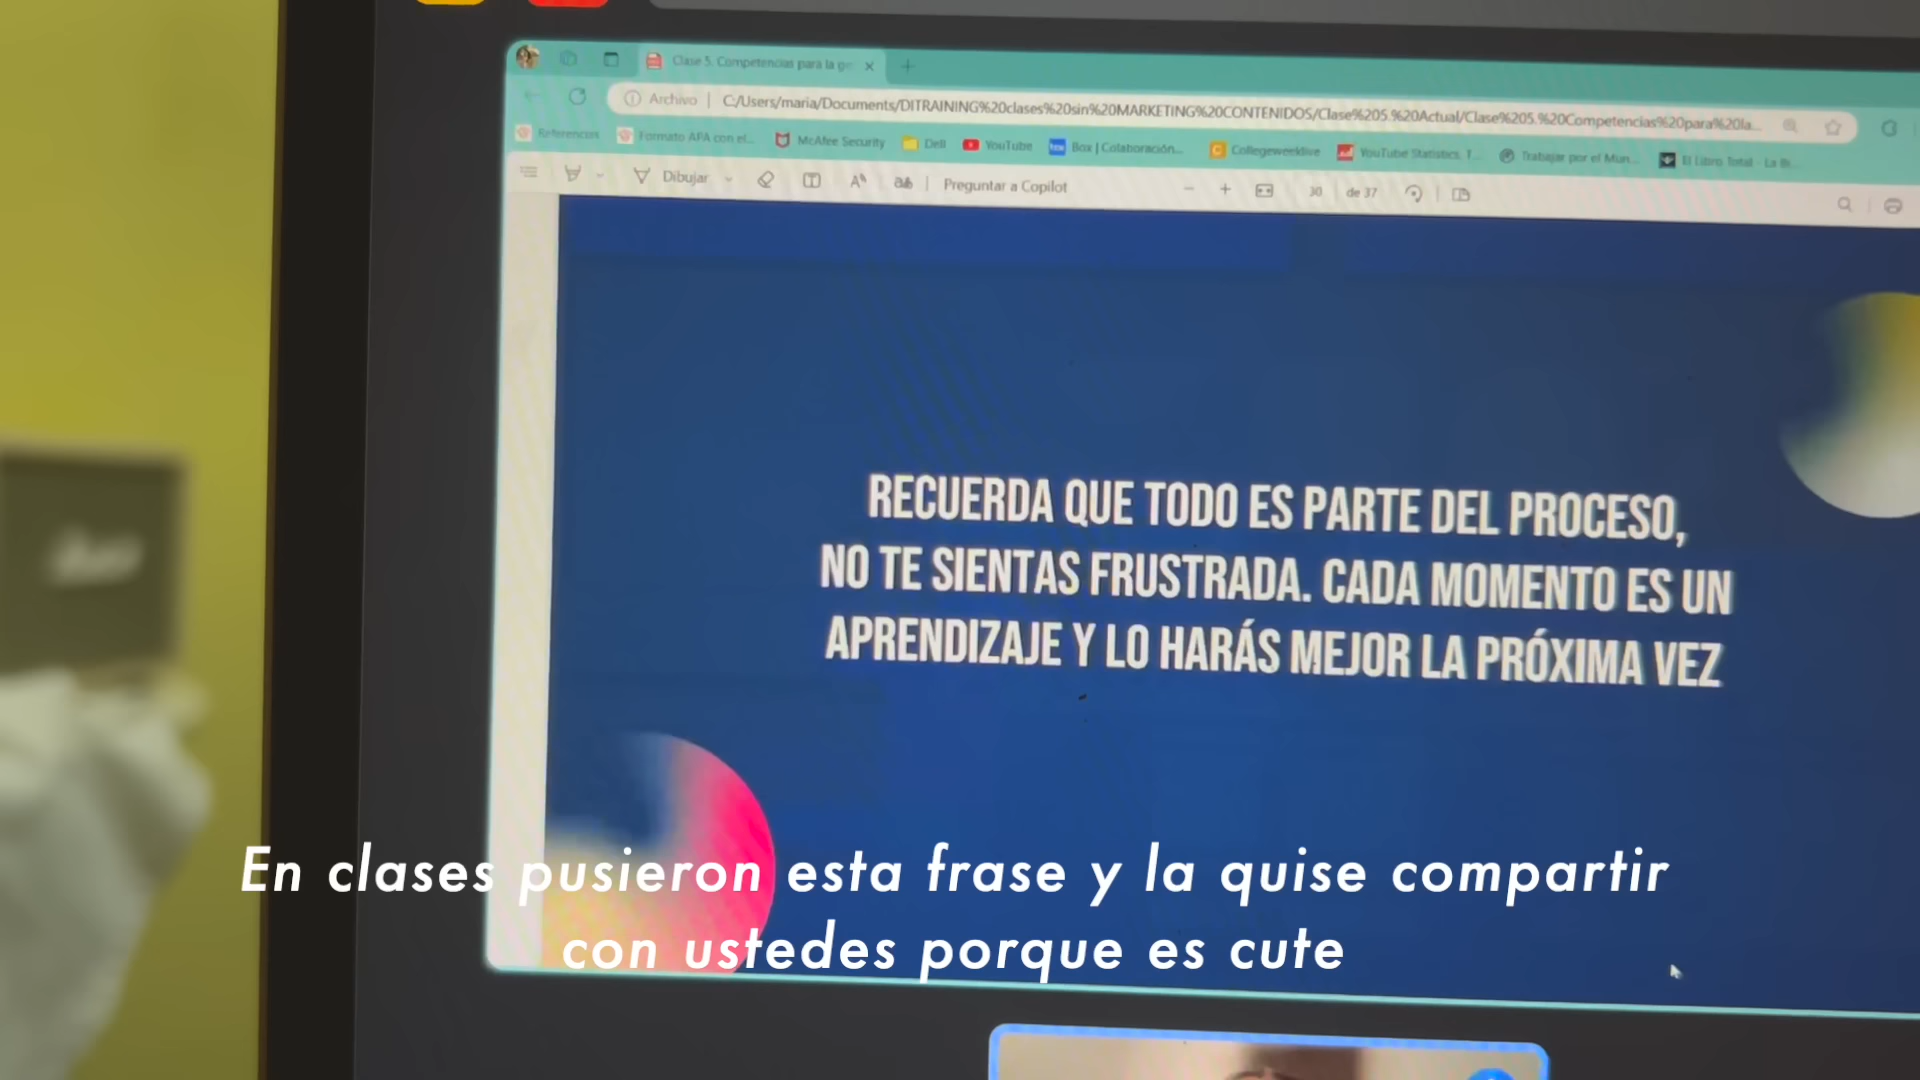 Clase 5. Competencias para la ge
Archivo | C:/Users/maria/Documents/DITRAINING%20clases%20sin%20MARKETING%20CONTENIDOS/Clase%205.%20Actual/Clase%205.%20Competencias%20para%20la...
Referencias Formato APA con el... McAfee Security Dell YouTube Box | Colaboración... Collegeweeklive YouTube Statistics. T... Trabajar por el Mun... El Libro Total - La Bi...
Dibujar Preguntar a Copilot − + 30 de 37
RECUERDA QUE TODO ES PARTE DEL PROCESO,
NO TE SIENTAS FRUSTRADA. CADA MOMENTO ES UN
APRENDIZAJE Y LO HARÁS MEJOR LA PRÓXIMA VEZ
En clases pusieron esta frase y la quise compartir
con ustedes porque es cute